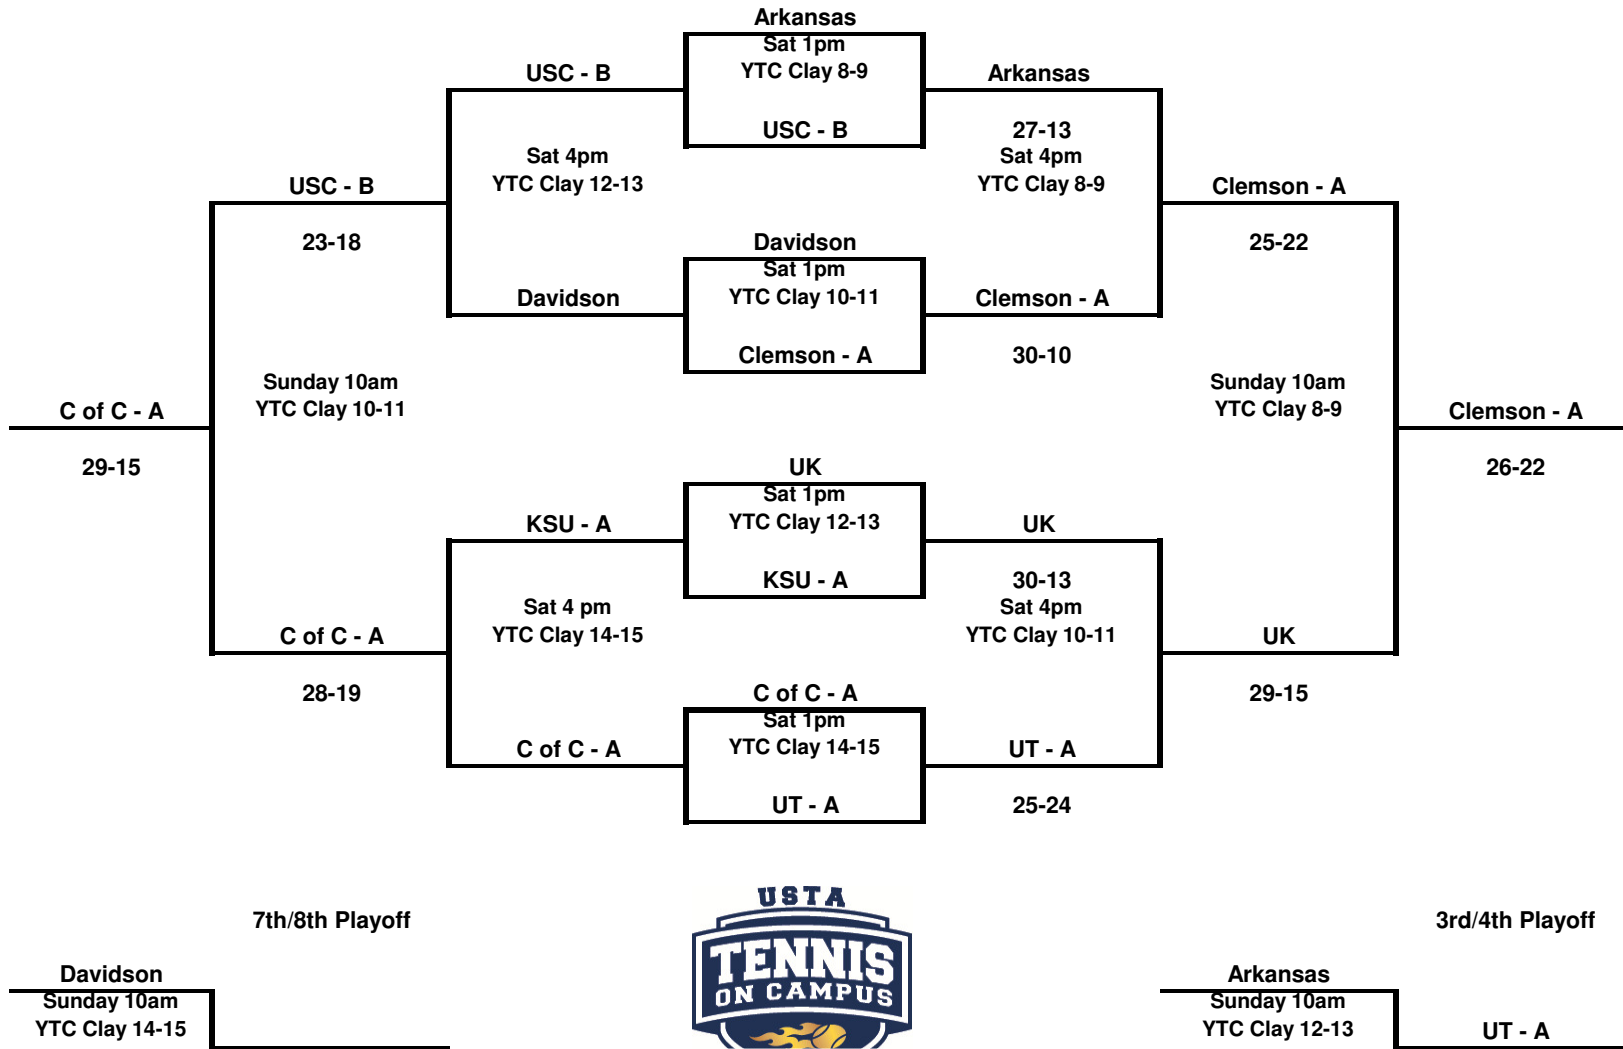 Arkansas
Sat 1pm
YTC Clay 8-9
USC - B
Arkansas
USC - B
27-13
Sat 4pm
YTC Clay 12-13
Sat 4pm
YTC Clay 8-9
USC - B
Clemson - A
23-18
Davidson
25-22
Sat 1pm
YTC Clay 10-11
Davidson
Clemson - A
Clemson - A
30-10
Sunday 10am
YTC Clay 10-11
Sunday 10am
YTC Clay 8-9
C of C - A
Clemson - A
29-15
UK
26-22
Sat 1pm
YTC Clay 12-13
KSU - A
UK
KSU - A
30-13
Sat 4 pm
YTC Clay 14-15
Sat 4pm
YTC Clay 10-11
C of C - A
UK
28-19
C of C - A
29-15
Sat 1pm
YTC Clay 14-15
C of C - A
UT - A
UT - A
25-24
USTA
TENNIS
ON CAMPUS
7th/8th Playoff
3rd/4th Playoff
Davidson
Sunday 10am
YTC Clay 14-15
Arkansas
Sunday 10am
YTC Clay 12-13
UT - A